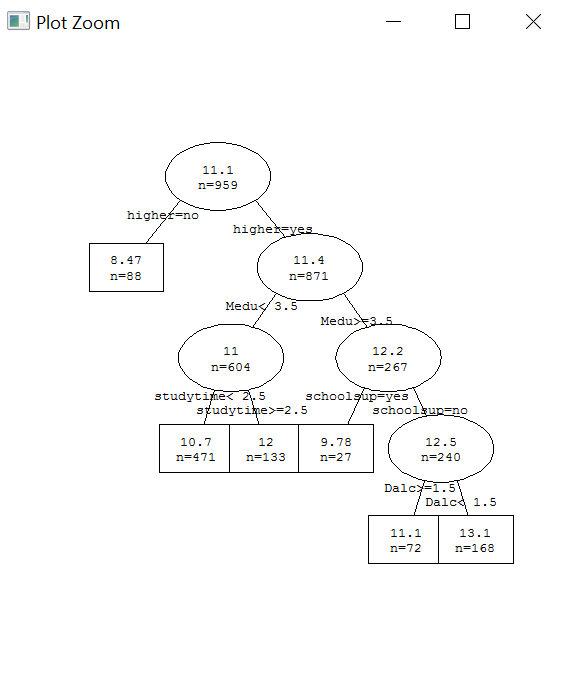 Plot Zoom
11.1
n=959
higher=no
higher=yes
8.47
n=88
11.4
n=871
Medu< 3.5
Medu>=3.5
11
n=604
12.2
n=267
studytime< 2.5
studytime>=2.5
schoolsup=yes
schoolsup=no
10.7
n=471
12
n=133
9.78
n=27
12.5
n=240
Dalc>=1.5
Dalc< 1.5
11.1
n=72
13.1
n=168